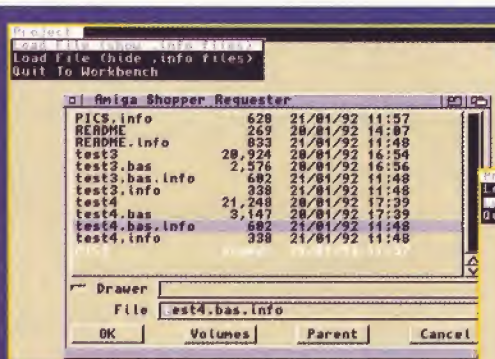 Project
Load File (show .info files)
Load File (hide .info files)
Quit To Workbench
Amiga Shopper Requester
PICS.info 628 21/01/92 11:57
README 269 20/01/92 14:07
README.info 833 21/01/92 11:48
test3 20,924 20/01/92 16:54
test3.bas 2,576 20/01/92 16:56
test3.bas.info 602 21/01/92 11:48
test3.info 338 21/01/92 11:48
test4 21,248 20/01/92 17:39
test4.bas 3,147 20/01/92 17:39
test4.bas.info 602 21/01/92 11:48
test4.info 338 21/01/92 11:48
Drawer
File est4.bas.info
OK Volumes Parent Cancel